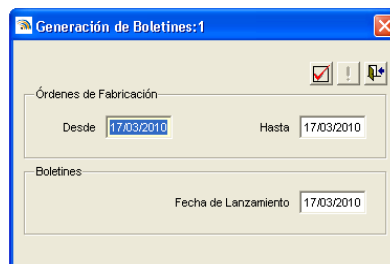 Generación de Boletines:1
Órdenes de Fabricación
Desde 17/03/2010 Hasta 17/03/2010
Boletines
Fecha de Lanzamiento 17/03/2010